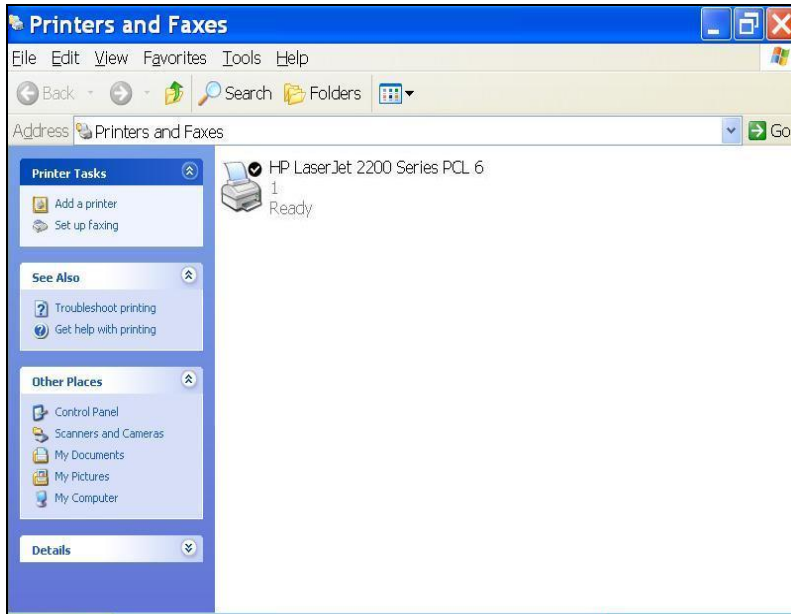 Printers and Faxes
File Edit View Favorites Tools Help
Back Search Folders
Address Printers and Faxes Go
Printer Tasks
Add a printer
Set up faxing
See Also
Troubleshoot printing
Get help with printing
Other Places
Control Panel
Scanners and Cameras
My Documents
My Pictures
My Computer
Details
HP LaserJet 2200 Series PCL 6
1
Ready